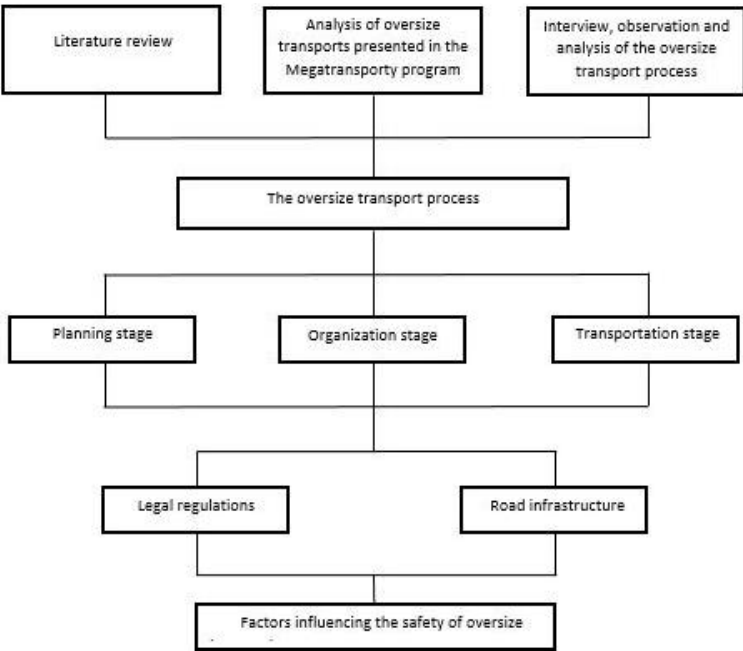 Literature review
Analysis of oversize
transports presented in the
Megatransporty program
Interview, observation and
analysis of the oversize
transport process
The oversize transport process
Planning stage
Organization stage
Transportation stage
Legal regulations
Road infrastructure
Factors influencing the safety of oversize